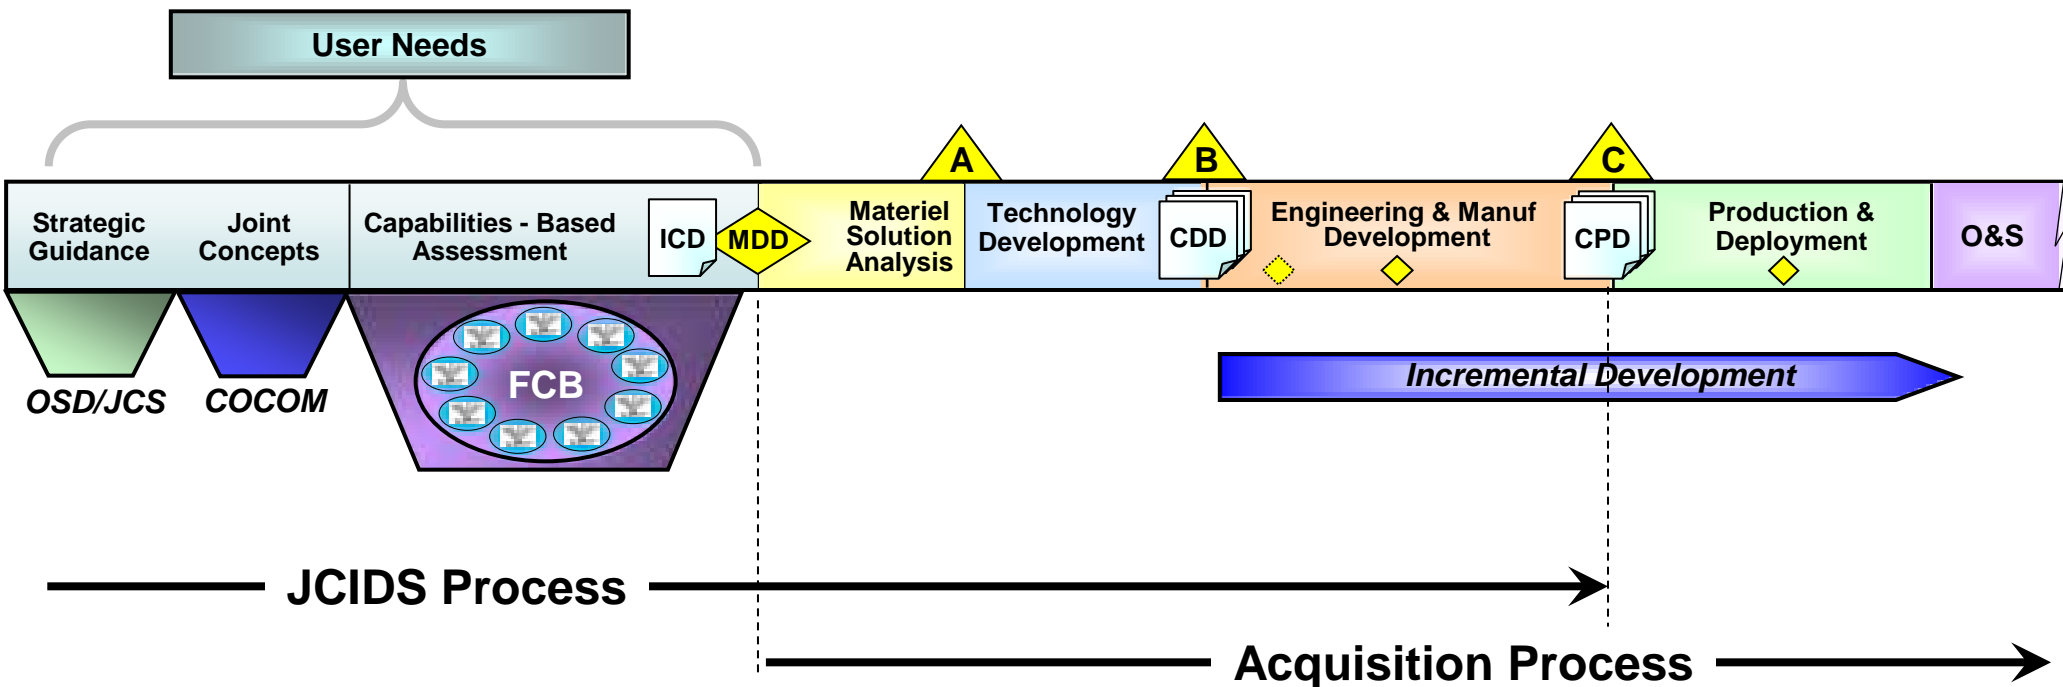 User Needs
A
B
C
Strategic
Guidance
Joint
Concepts
Capabilities - Based
Assessment
ICD
MDD
Materiel
Solution
Analysis
Technology
Development
CDD
Engineering & Manuf
Development
CPD
Production &
Deployment
O&S
OSD/JCS
COCOM
FCB
Incremental Development
JCIDS Process
Acquisition Process